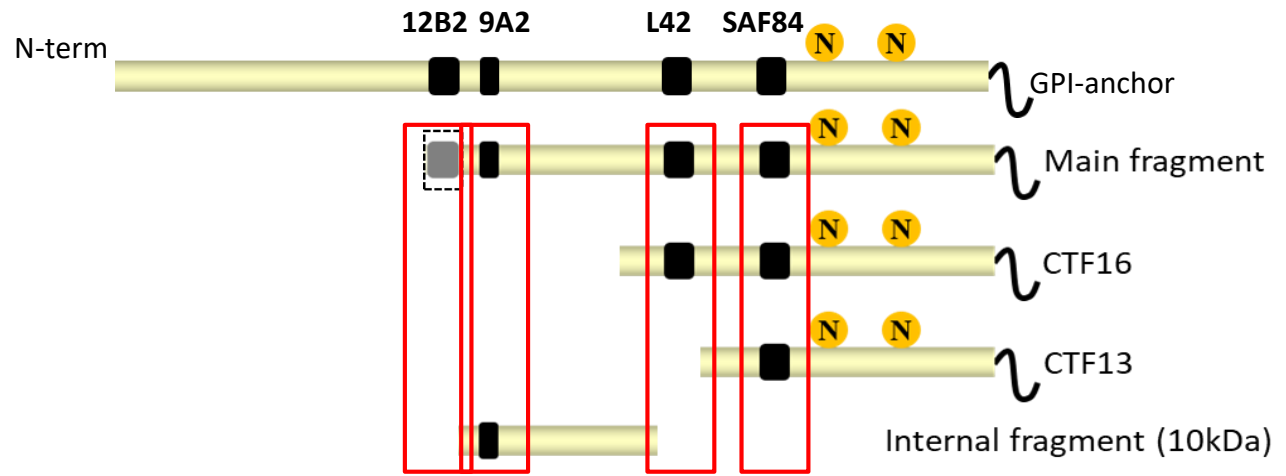 12B2 9A2 L42 SAF84
N-term N N GPI-anchor
N N Main fragment
N N CTF16
N N CTF13
Internal fragment (10kDa)